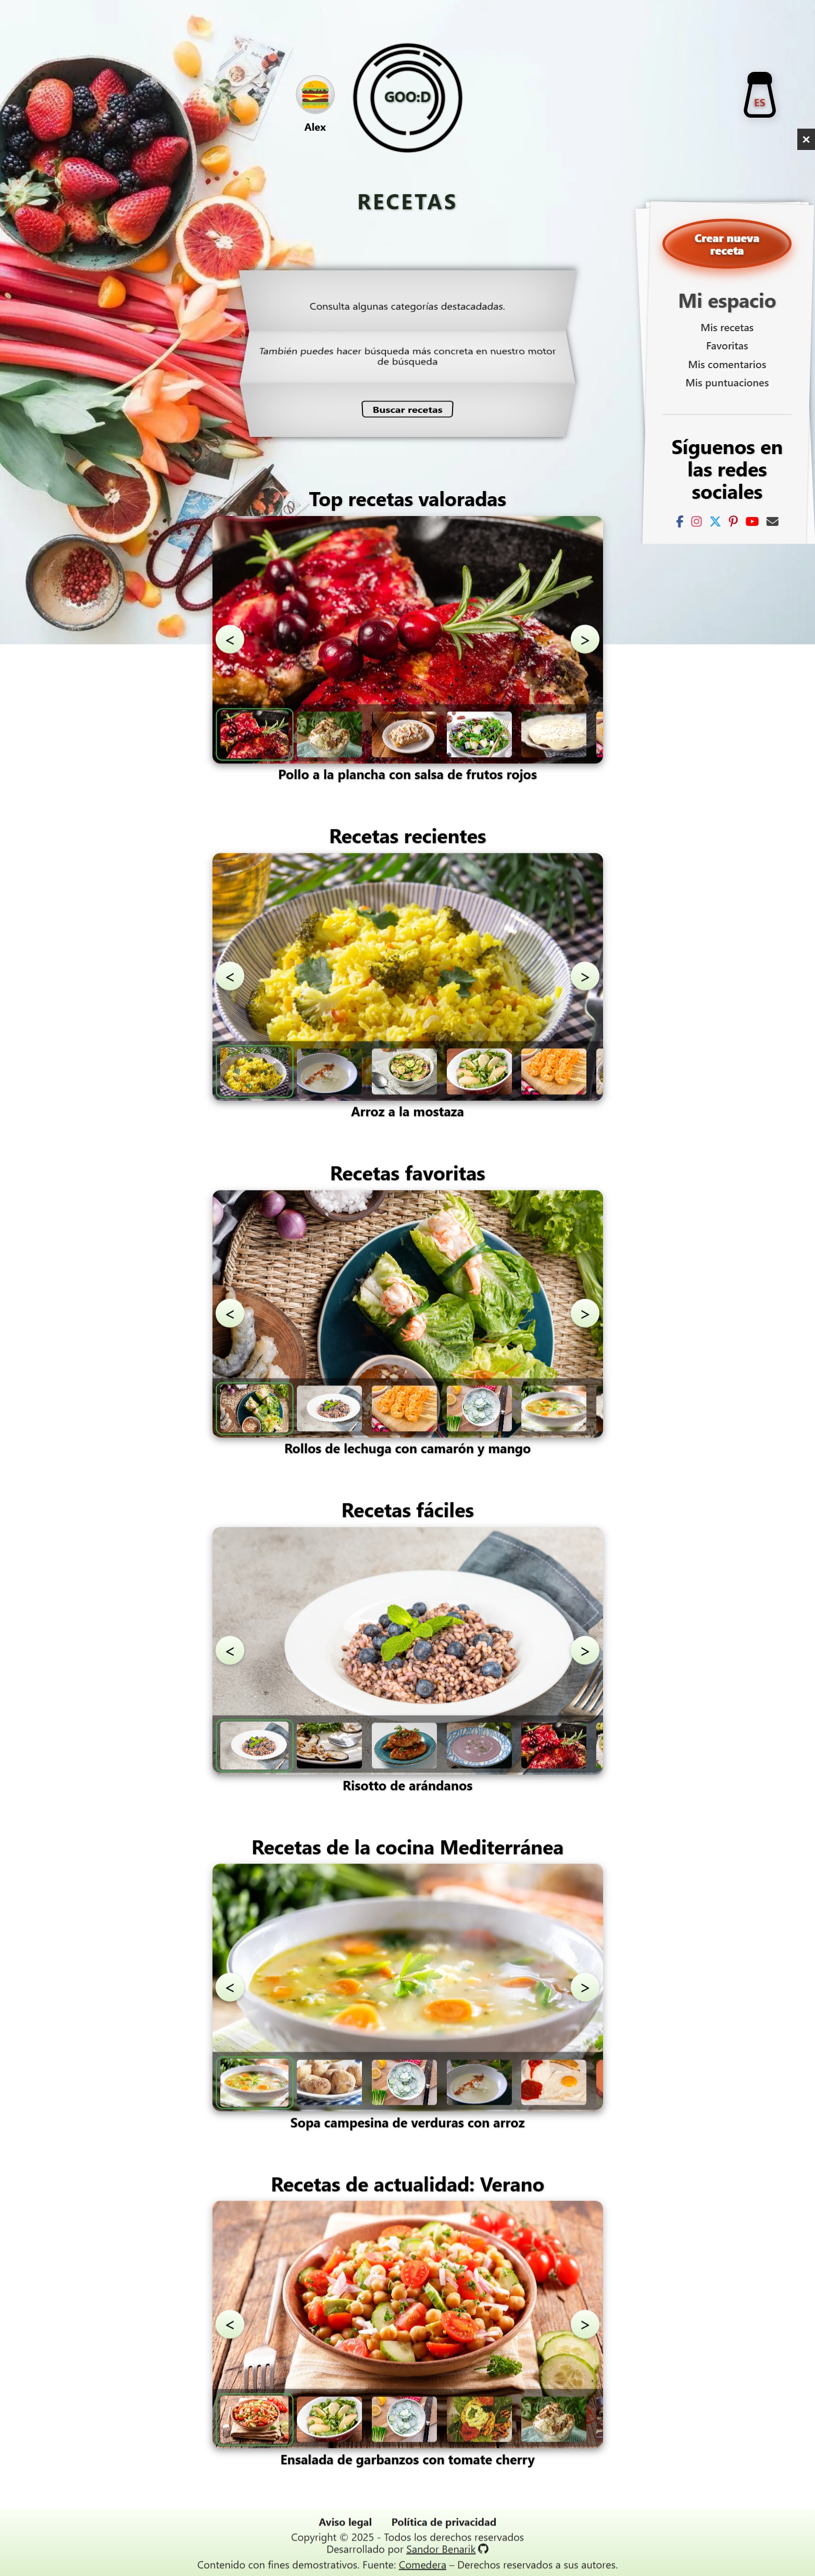 GOO:D
Alex
ES
×
RECETAS
Crear nueva
receta
Mi espacio
Mis recetas
Favoritas
Mis comentarios
Mis puntuaciones
Síguenos en
las redes
sociales
Consulta algunas categorías destacadadas.
También puedes hacer búsqueda más concreta en nuestro motor
de búsqueda
Buscar recetas
Top recetas valoradas
<
>
Pollo a la plancha con salsa de frutos rojos
Recetas recientes
<
>
Arroz a la mostaza
Recetas favoritas
<
>
Rollos de lechuga con camarón y mango
Recetas fáciles
<
>
Risotto de arándanos
Recetas de la cocina Mediterránea
<
>
Sopa campesina de verduras con arroz
Recetas de actualidad: Verano
<
>
Ensalada de garbanzos con tomate cherry
Aviso legal Política de privacidad
Copyright © 2025 - Todos los derechos reservados
Desarrollado por Sandor Benarik
Contenido con fines demostrativos. Fuente: Comedera – Derechos reservados a sus autores.